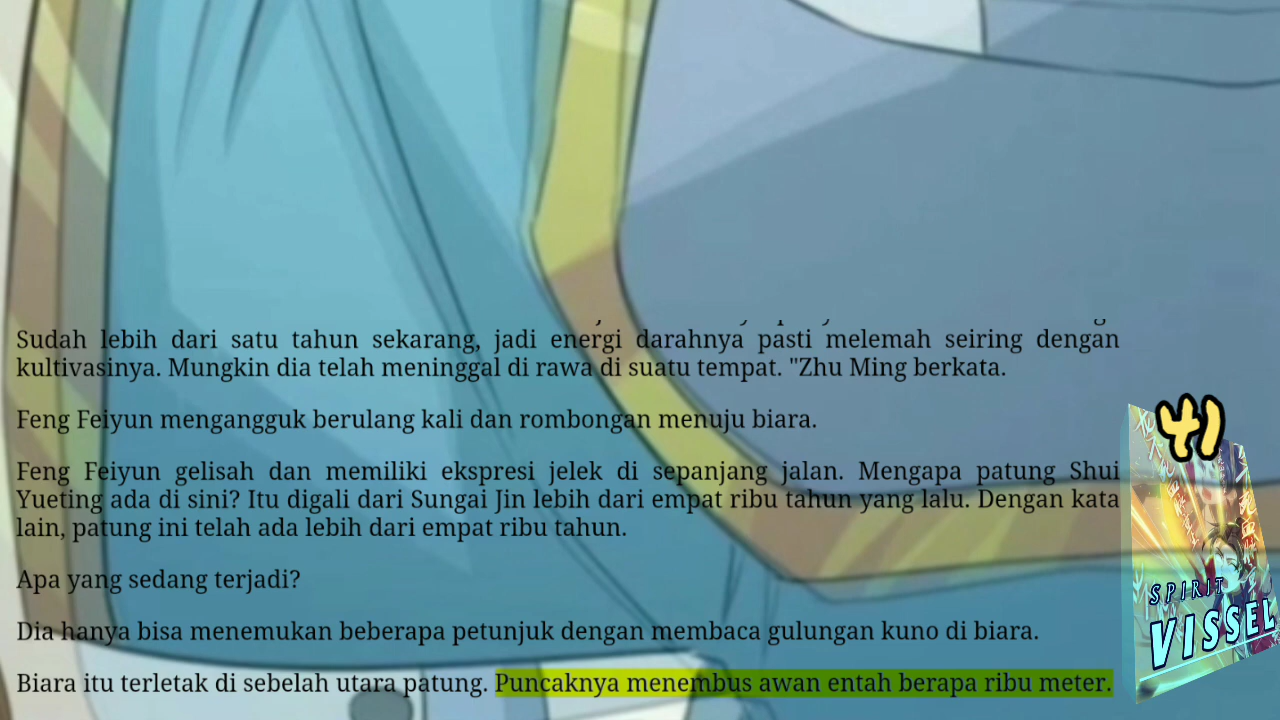 Sudah lebih dari satu tahun sekarang, jadi energi darahnya pasti melemah seiring dengan
kultivasinya. Mungkin dia telah meninggal di rawa di suatu tempat. "Zhu Ming berkata.
Feng Feiyun mengangguk berulang kali dan rombongan menuju biara.
Feng Feiyun gelisah dan memiliki ekspresi jelek di sepanjang jalan. Mengapa patung Shui
Yueting ada di sini? Itu digali dari Sungai Jin lebih dari empat ribu tahun yang lalu. Dengan kata
lain, patung ini telah ada lebih dari empat ribu tahun.
Apa yang sedang terjadi?
Dia hanya bisa menemukan beberapa petunjuk dengan membaca gulungan kuno di biara.
Biara itu terletak di sebelah utara patung. Puncaknya menembus awan entah berapa ribu meter.
41
SPIRIT
VISSEL